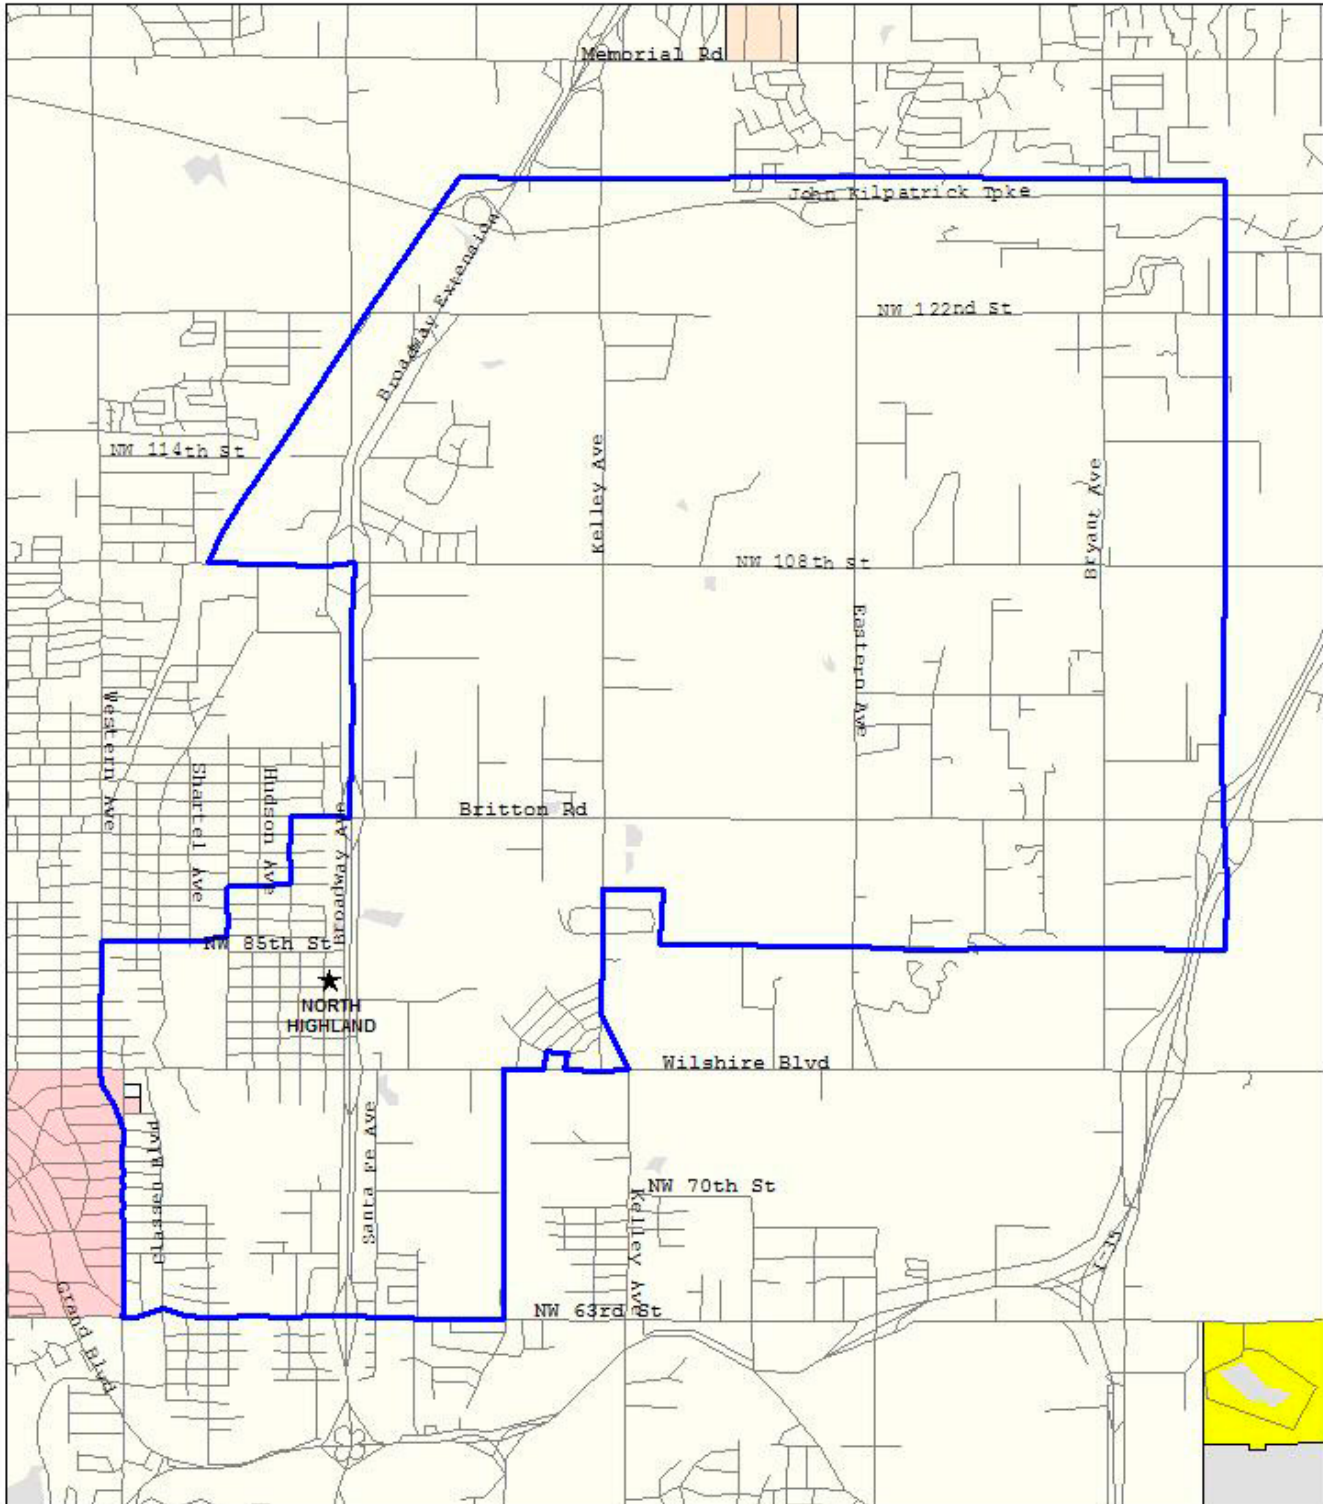 Memorial Rd
John Kilpatrick Tpke
Broadway Extension
NW 122nd St
NW 114th St
Kelley Ave
Bryant Ave
NW 108th St
Eastern Ave
Western Ave
Shartel Ave
Hudson Ave
Broadway Ave
Britton Rd
NW 85th St
NORTH
HIGHLAND
Wilshire Blvd
Classen Blvd
Santa Fe Ave
NW 70th St
Kelley Ave
I-35
Grand Blvd
NW 63rd St